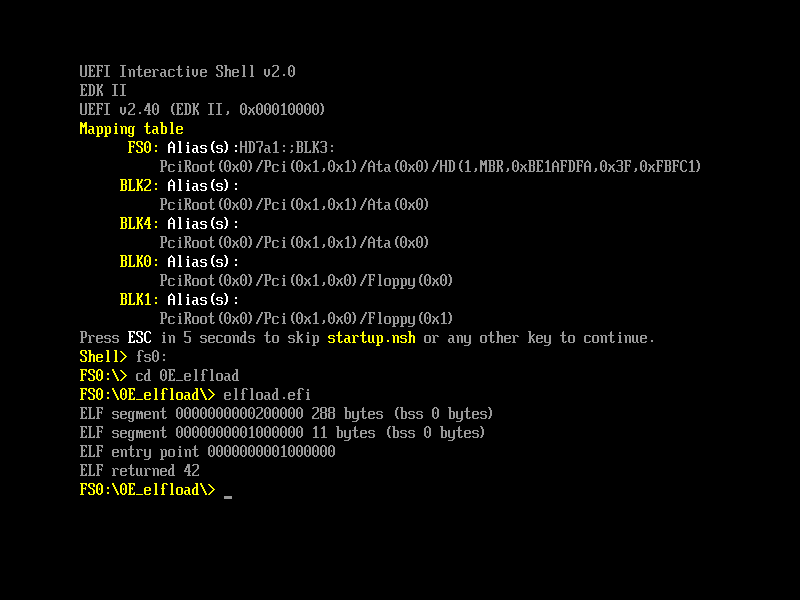 UEFI Interactive Shell v2.0
EDK II
UEFI v2.40 (EDK II, 0x00010000)
Mapping table
FS0: Alias(s):HD7a1:;BLK3:
PciRoot(0x0)/Pci(0x1,0x1)/Ata(0x0)/HD(1,MBR,0xBE1AFDFA,0x3F,0xFBFC1)
BLK2: Alias(s):
PciRoot(0x0)/Pci(0x1,0x1)/Ata(0x0)
BLK4: Alias(s):
PciRoot(0x0)/Pci(0x1,0x1)/Ata(0x0)
BLK0: Alias(s):
PciRoot(0x0)/Pci(0x1,0x0)/Floppy(0x0)
BLK1: Alias(s):
PciRoot(0x0)/Pci(0x1,0x0)/Floppy(0x1)
Press ESC in 5 seconds to skip startup.nsh or any other key to continue.
Shell> fs0:
FS0:\> cd 0E_elfload
FS0:\0E_elfload\> elfload.efi
ELF segment 0000000000200000 288 bytes (bss 0 bytes)
ELF segment 0000000001000000 11 bytes (bss 0 bytes)
ELF entry point 0000000001000000
ELF returned 42
FS0:\0E_elfload\> _